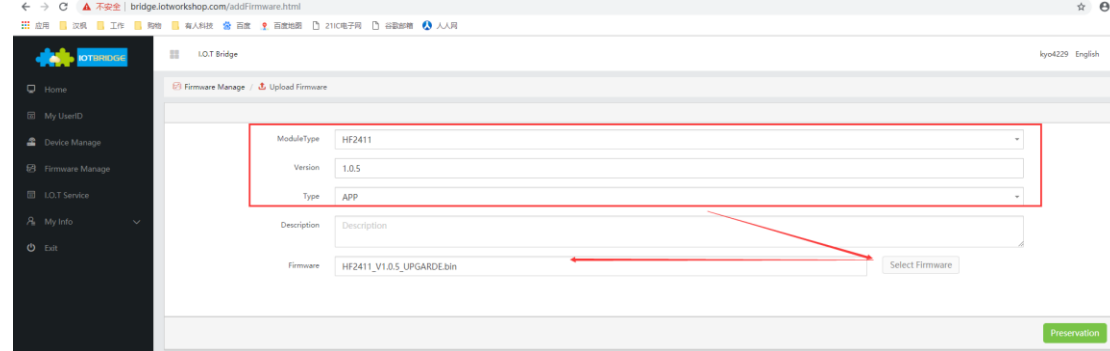 不安全 | bridge.iotworkshop.com/addFirmware.html
应用 汉枫 工作 购物 有人科技 百度 百度地图 21IC电子网 谷歌邮箱 人人网
IOTBRIDGE
I.O.T Bridge
kyo4229 English
Home
My UserID
Device Manage
Firmware Manage
I.O.T Service
My Info
Exit
Firmware Manage / Upload Firmware
ModuleType HF2411
Version 1.0.5
Type APP
Description Description
Firmware HF2411_V1.0.5_UPGARDE.bin Select Firmware
Preservation